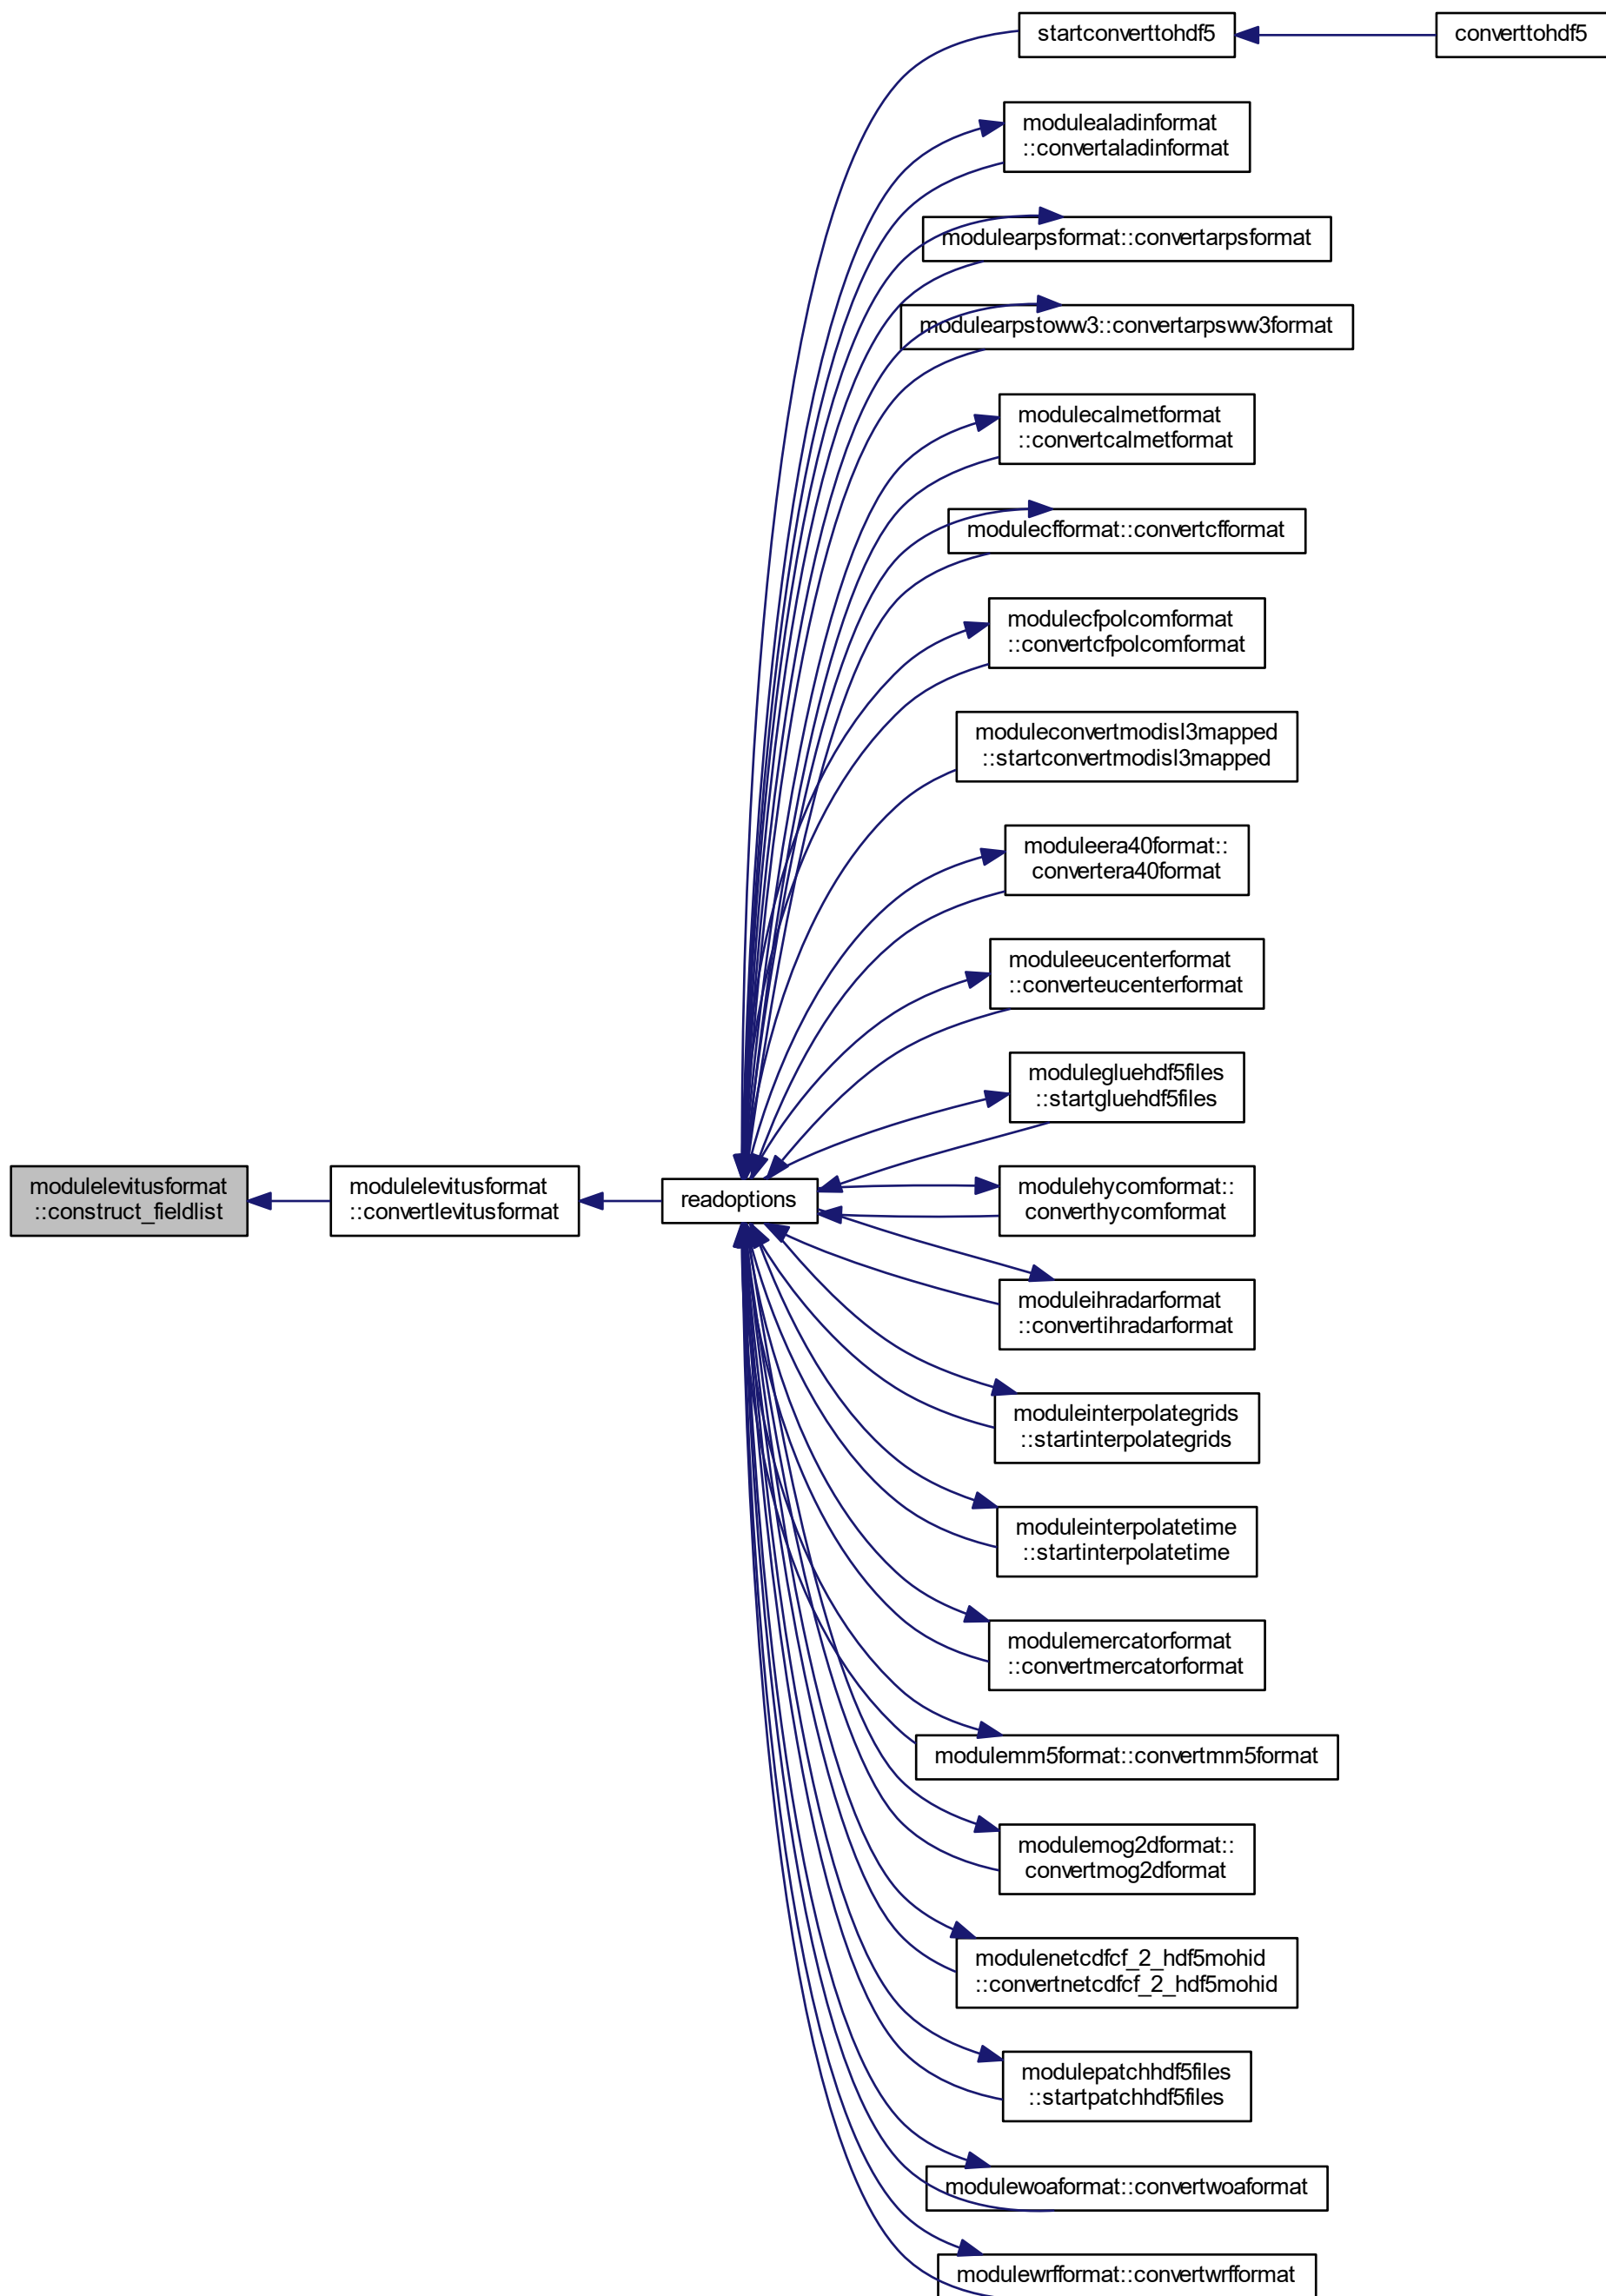 startconverttohdf5
converttohdf5
modulealadinformat
::convertaladinformat
modulearpsformat::convertarpsformat
modulearpstoww3::convertarpsww3format
modulecalmetformat
::convertcalmetformat
modulecfformat::convertcfformat
modulecfpolcomformat
::convertcfpolcomformat
moduleconvertmodisl3mapped
::startconvertmodisl3mapped
moduleera40format::
convertera40format
moduleeucenterformat
::converteucenterformat
modulegluehdf5files
::startgluehdf5files
modulelevitusformat
::construct_fieldlist
modulelevitusformat
::convertlevitusformat
readoptions
modulehycomformat::
converthycomformat
moduleihradarformat
::convertihradarformat
moduleinterpolategrids
::startinterpolategrids
moduleinterpolatetime
::startinterpolatetime
modulemercatorformat
::convertmercatorformat
modulemm5format::convertmm5format
modulemog2dformat::
convertmog2dformat
modulenetcdfcf_2_hdf5mohid
::convertnetcdfcf_2_hdf5mohid
modulepatchhdf5files
::startpatchhdf5files
modulewoaformat::convertwoaformat
modulewrfformat::convertwrfformat